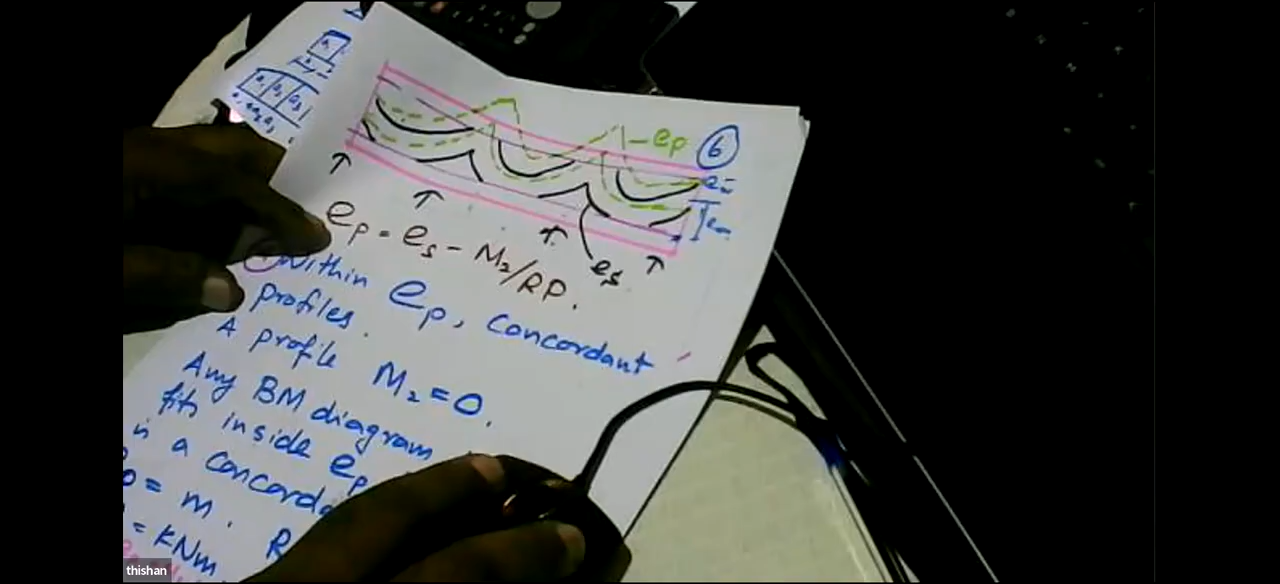 ep
6
ep = es - M2/RP.
es
Within ep, concordant
profiles.
A profile M2 = 0.
Any BM diagram
fits inside ep
is a concorda
= m. R
= kNm
thishan